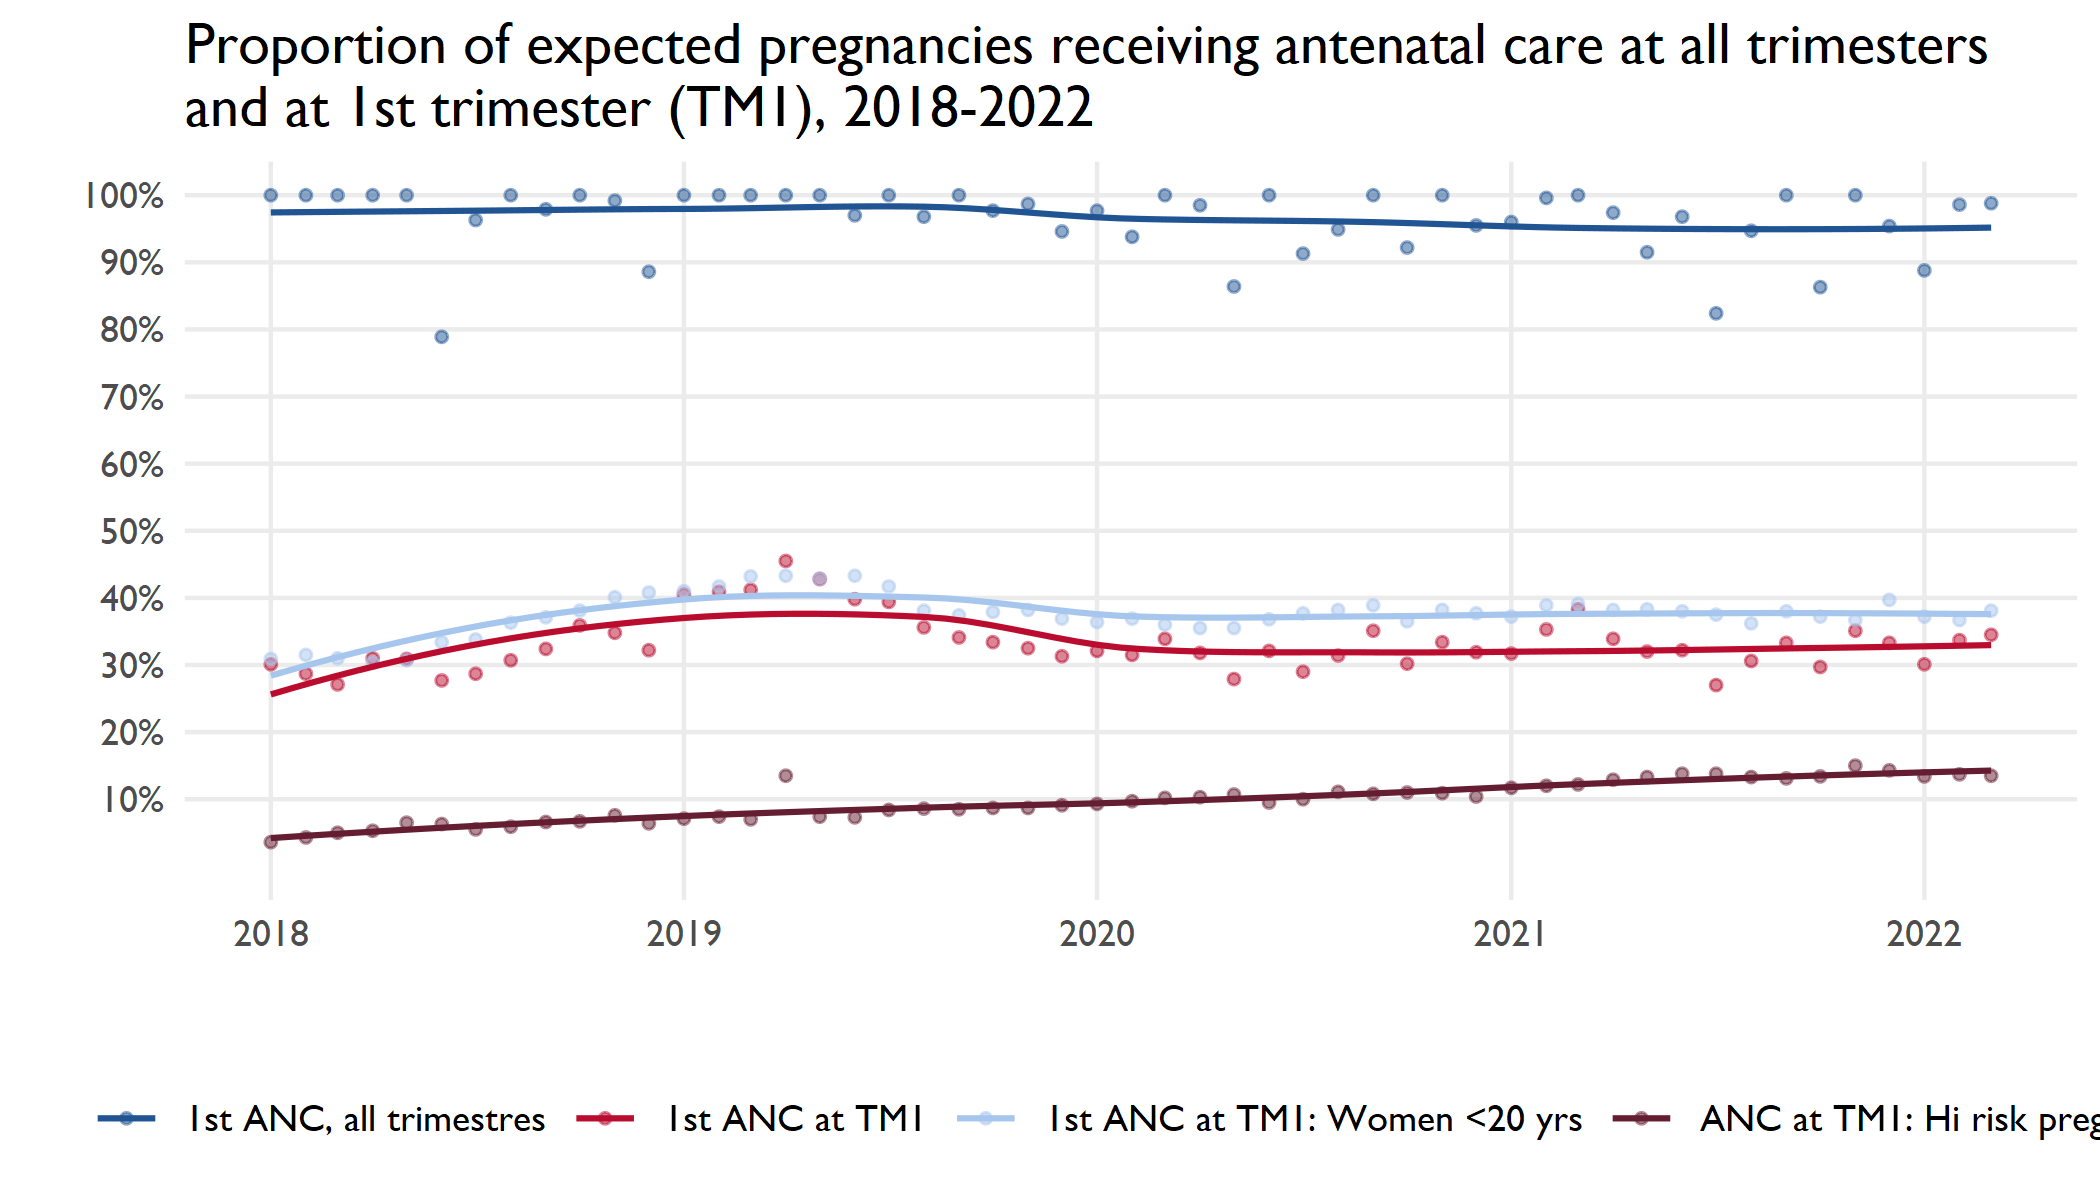 Proportion of expected pregnancies receiving antenatal care at all trimesters
and at 1st trimester (TM1), 2018-2022
100%
90%
80%
70%
60%
50%
40%
30%
20%
10%
2018 2019 2020 2021 2022
1st ANC, all trimestres 1st ANC at TM1 1st ANC at TM1: Women <20 yrs ANC at TM1: Hi risk preg